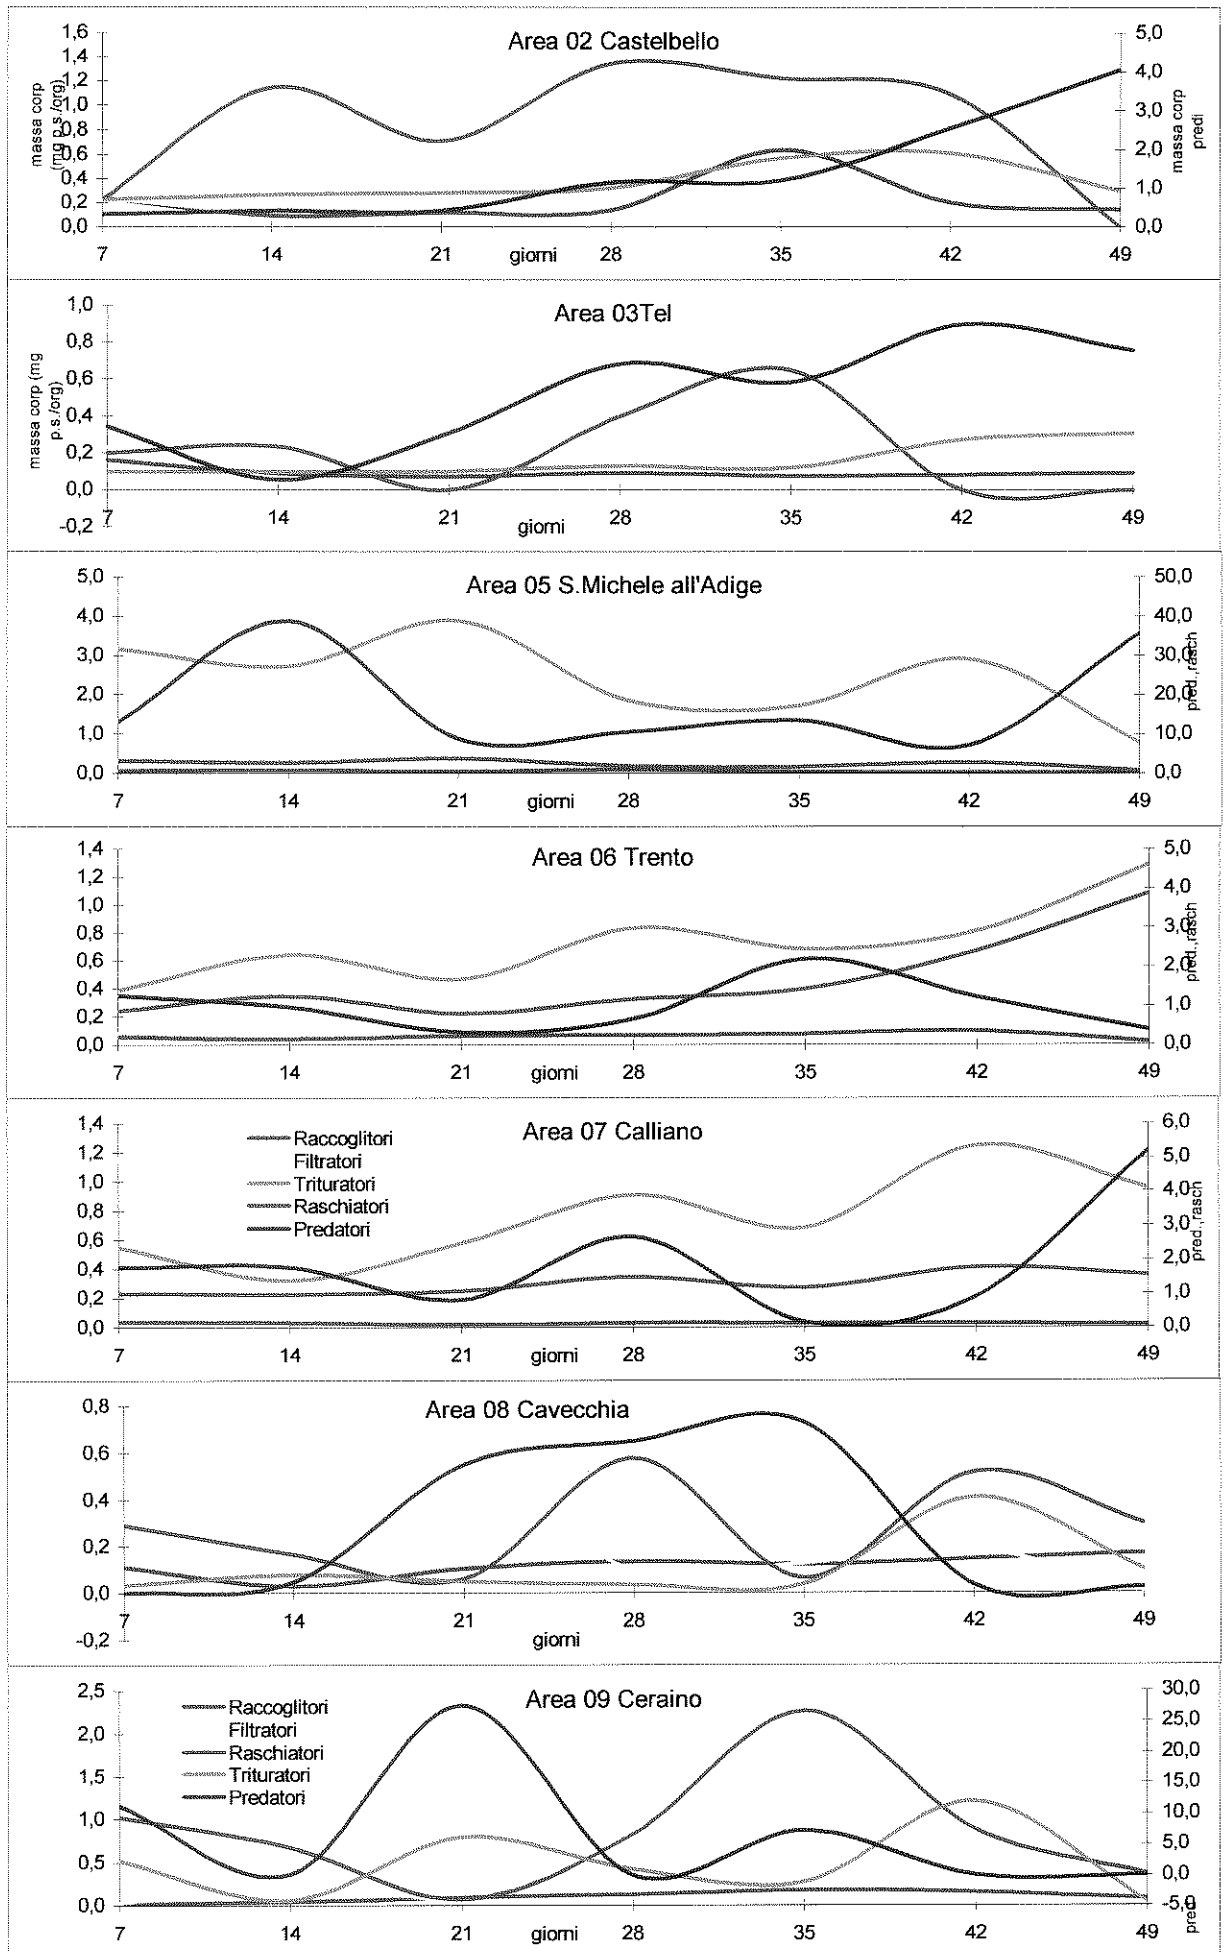 Area 02 Castelbello
massa corp
(mg p.s./org)
1,6
1,4
1,2
1,0
0,8
0,6
0,4
0,2
0,0
5,0
4,0
3,0
2,0
1,0
0,0
massa corp
predi
7 14 21 giorni 28 35 42 49
Area 03Tel
massa corp (mg
p.s./org)
1,0
0,8
0,6
0,4
0,2
0,0
-0,2
7 14 21 giorni 28 35 42 49
Area 05 S.Michele all'Adige
5,0
4,0
3,0
2,0
1,0
0,0
50,0
40,0
30,0
20,0
10,0
0,0
pred.,rasch
7 14 21 giorni 28 35 42 49
Area 06 Trento
1,4
1,2
1,0
0,8
0,6
0,4
0,2
0,0
5,0
4,0
3,0
2,0
1,0
0,0
pred.,rasch
7 14 21 giorni 28 35 42 49
Area 07 Calliano
1,4
1,2
1,0
0,8
0,6
0,4
0,2
0,0
Raccoglitori
Filtratori
Trituratori
Raschiatori
Predatori
6,0
5,0
4,0
3,0
2,0
1,0
0,0
pred.,rasch
7 14 21 giorni 28 35 42 49
Area 08 Cavecchia
0,8
0,6
0,4
0,2
0,0
-0,2
7 14 21 giorni 28 35 42 49
Area 09 Ceraino
2,5
2,0
1,5
1,0
0,5
0,0
Raccoglitori
Filtratori
Raschiatori
Trituratori
Predatori
30,0
25,0
20,0
15,0
10,0
5,0
0,0
-5,0
pred
7 14 21 giorni 28 35 42 49